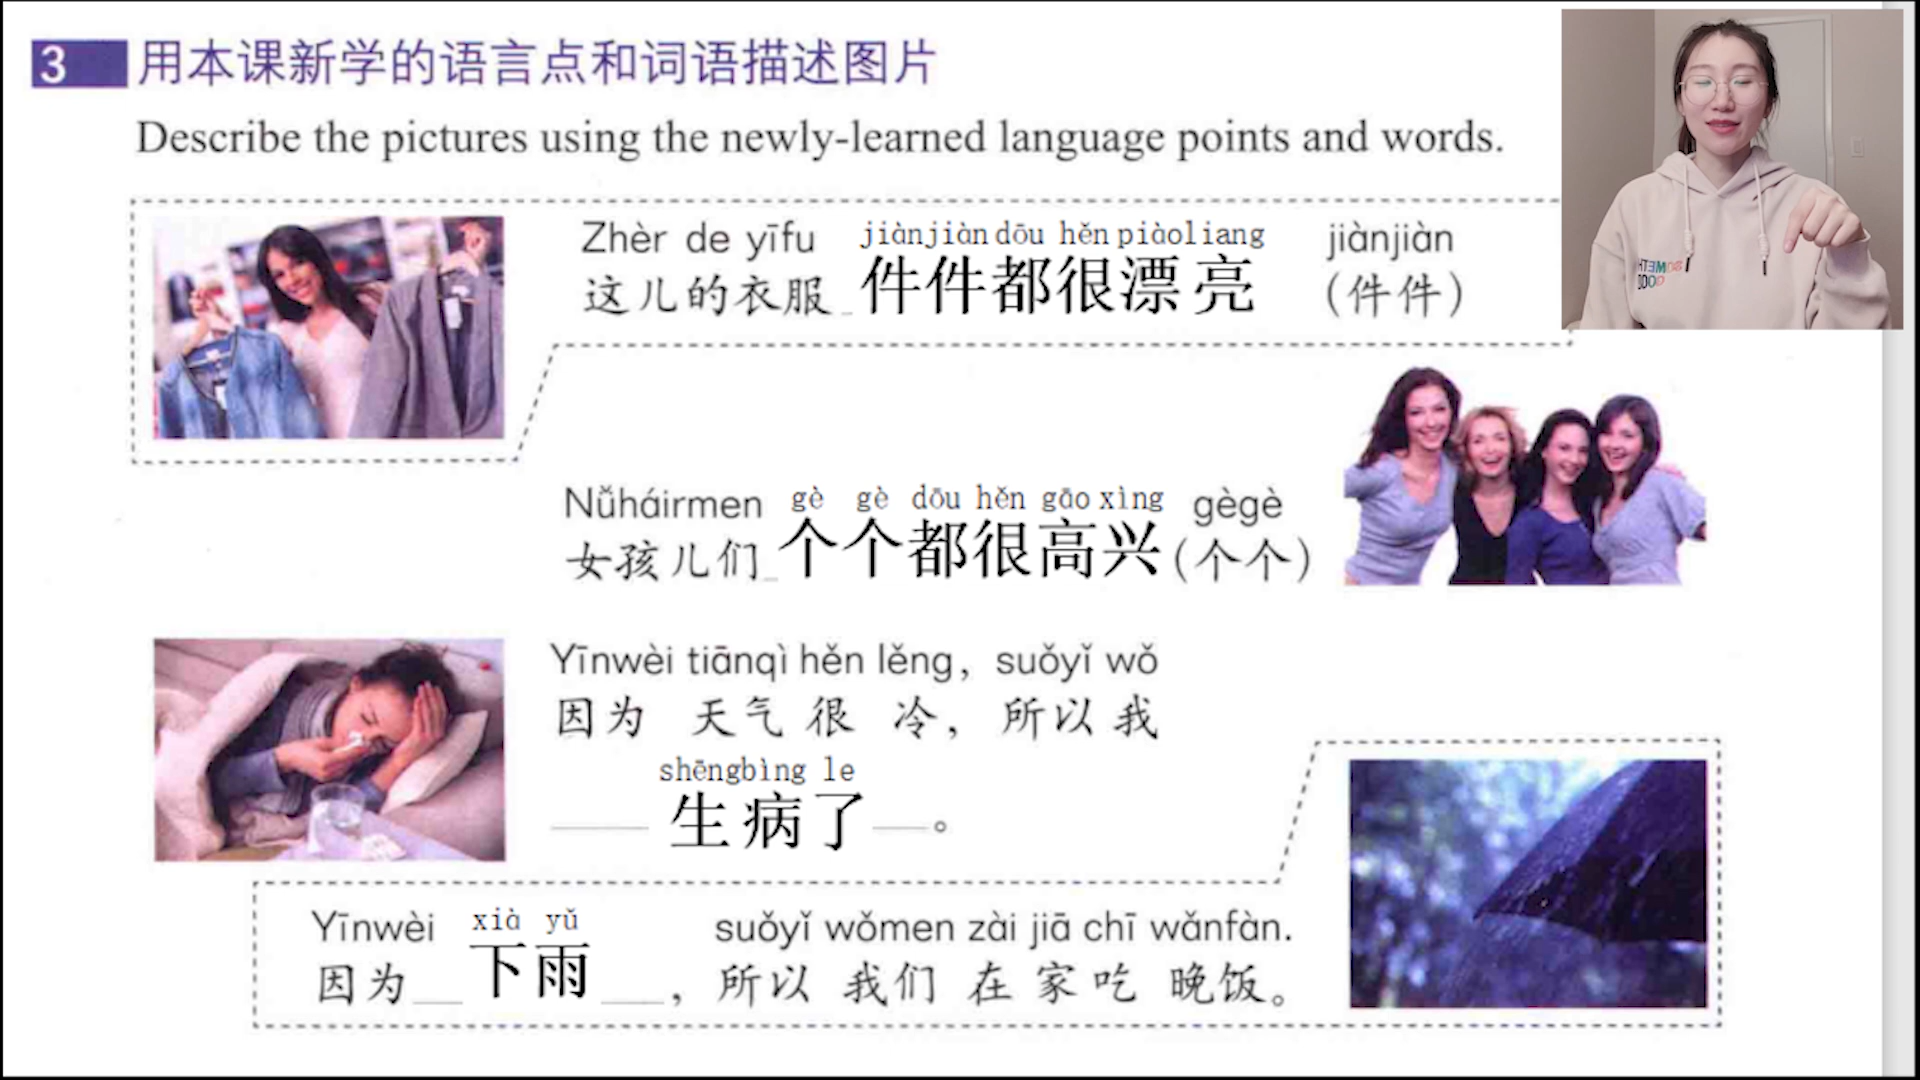 3 用本课新学的语言点和词语描述图片
Describe the pictures using the newly-learned language points and words.
Zhèr de yīfu jiànjiàn dōu hěn piàoliang jiànjiàn
这儿的衣服 件件都很漂亮 (件件)
Nǚháirmen gè gè dōu hěn gāo xìng gègè
女孩儿们 个个都很高兴 (个个)
Yīnwèi tiānqì hěn lěng, suǒyǐ wǒ
因为 天气 很 冷, 所以 我
shēngbìng le
生病了 。
Yīnwèi xià yǔ suǒyǐ wǒmen zài jiā chī wǎnfàn.
因为 下雨 , 所以 我们 在 家 吃 晚饭。